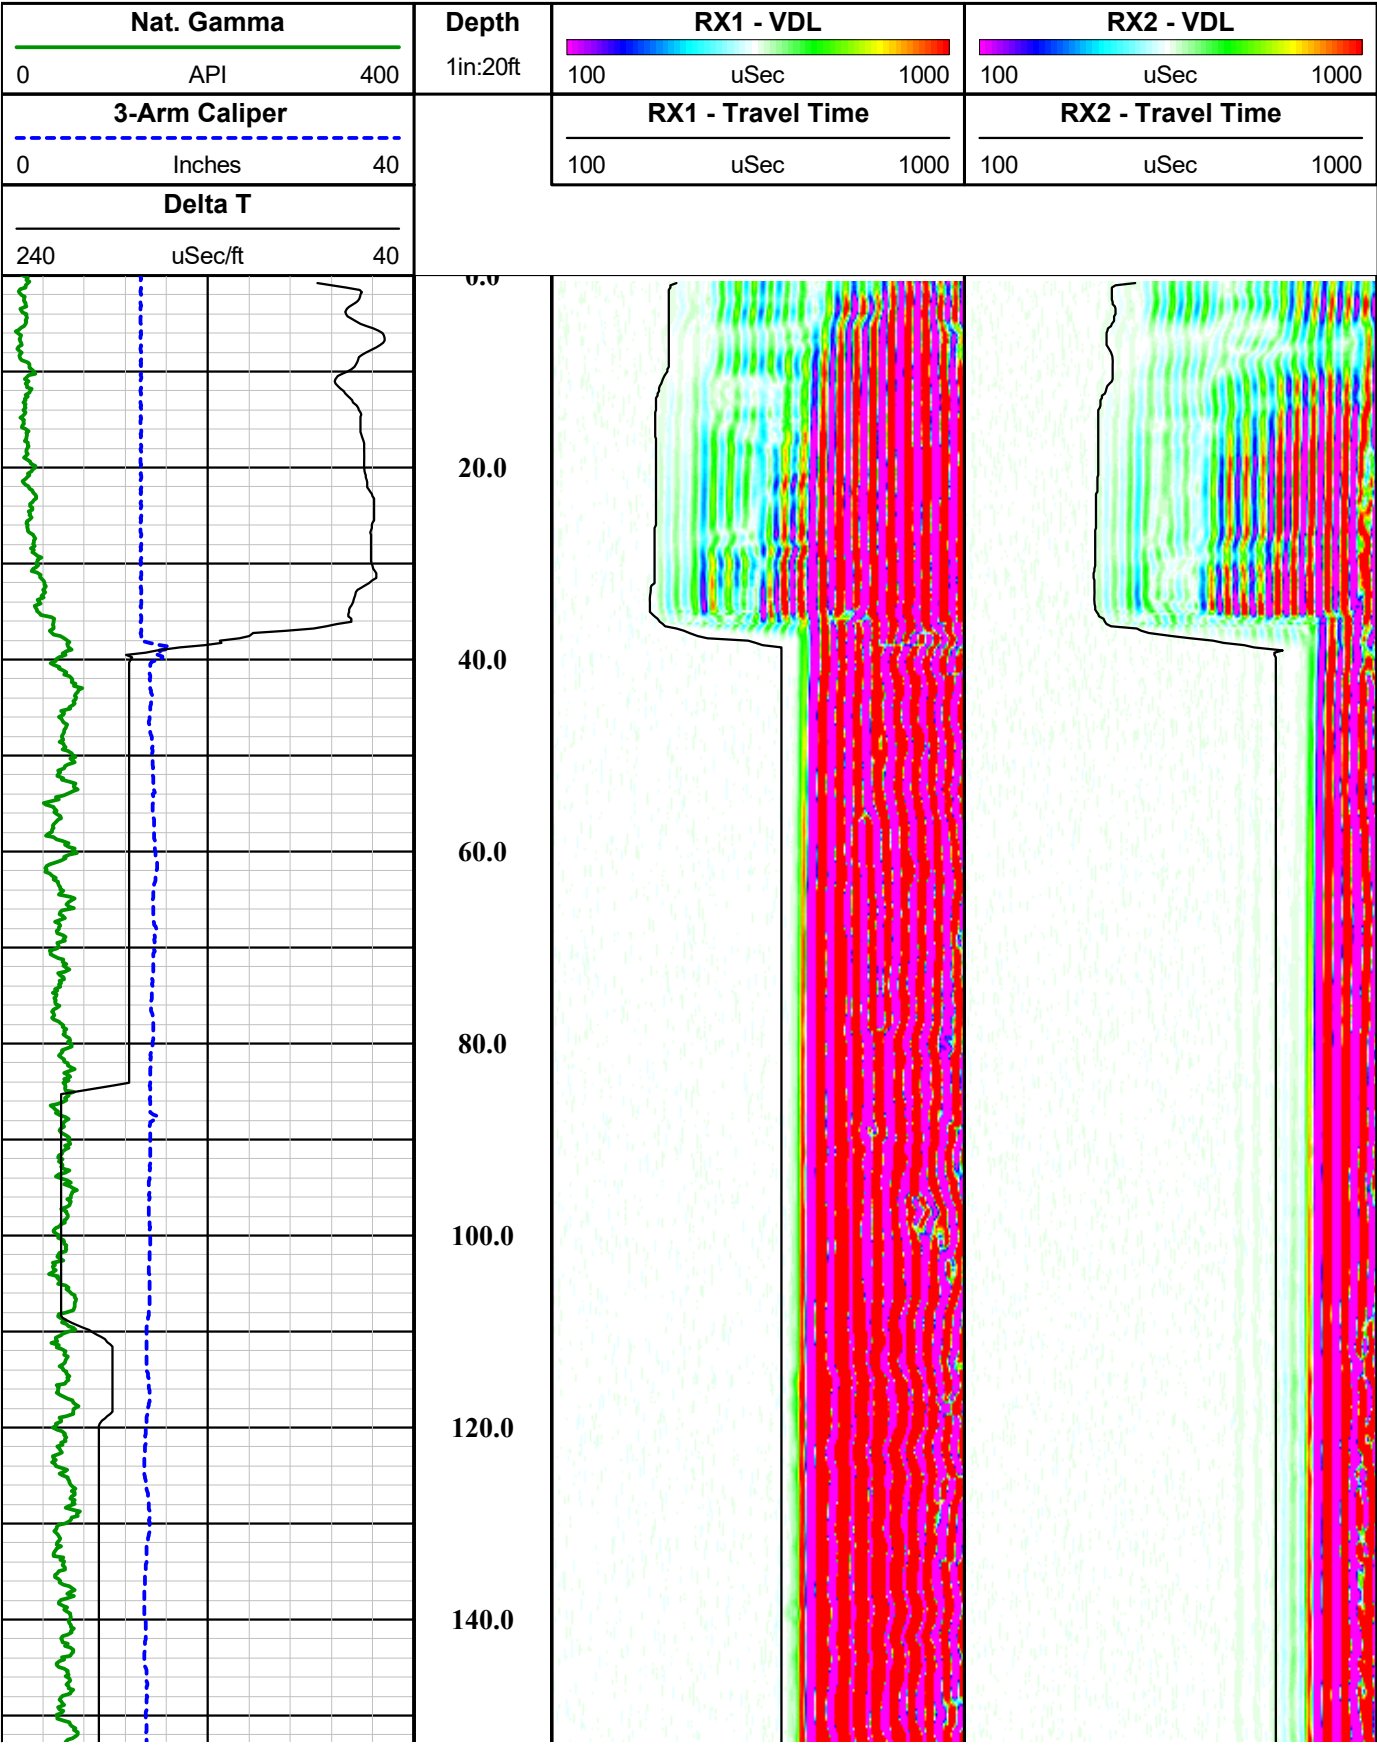 Nat. Gamma
0 API 400
3-Arm Caliper
0 Inches 40
Delta T
240 uSec/ft 40
Depth
1in:20ft
RX1 - VDL
100 uSec 1000
RX1 - Travel Time
100 uSec 1000
RX2 - VDL
100 uSec 1000
RX2 - Travel Time
100 uSec 1000
0.0
20.0
40.0
60.0
80.0
100.0
120.0
140.0